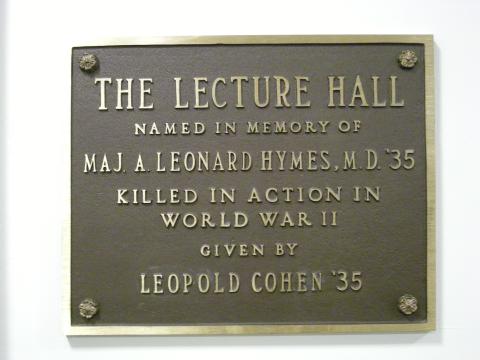 THE LECTURE HALL
NAMED IN MEMORY OF
MAJ. A. LEONARD HYMES, M.D. '35
KILLED IN ACTION IN
WORLD WAR II
GIVEN BY
LEOPOLD COHEN '35